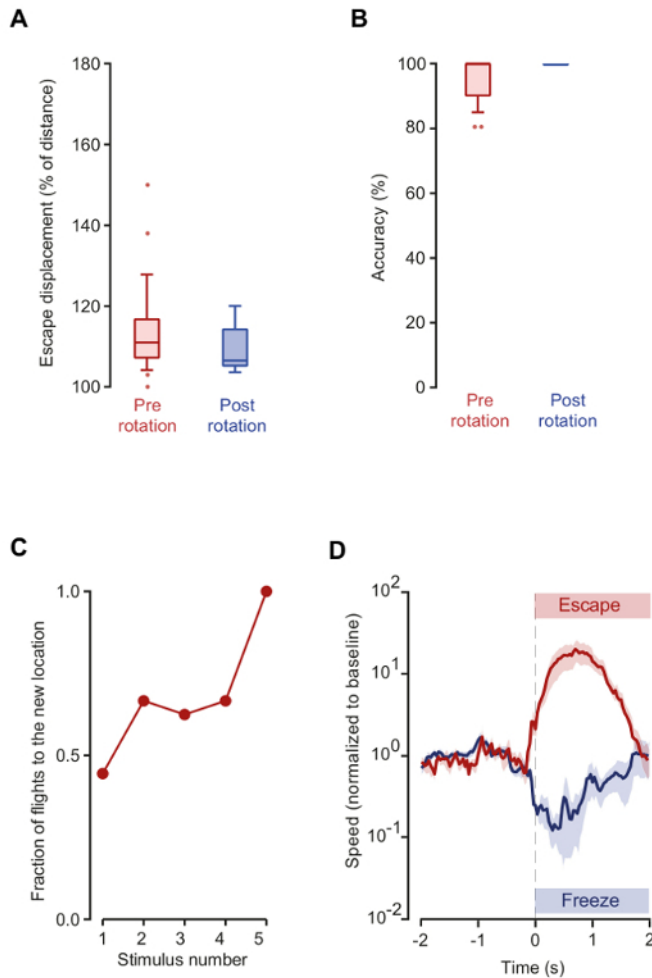 A
Escape displacement (% of distance)
180
160
140
120
100
Pre
rotation
Post
rotation
B
Accuracy (%)
100
80
60
40
20
0
Pre
rotation
Post
rotation
C
Fraction of flights to the new location
1.0
0.5
0.0
1 2 3 4 5
Stimulus number
D
Speed (normalized to baseline)
10²
10¹
10⁰
10⁻¹
10⁻²
Escape
Freeze
-2 -1 0 1 2
Time (s)